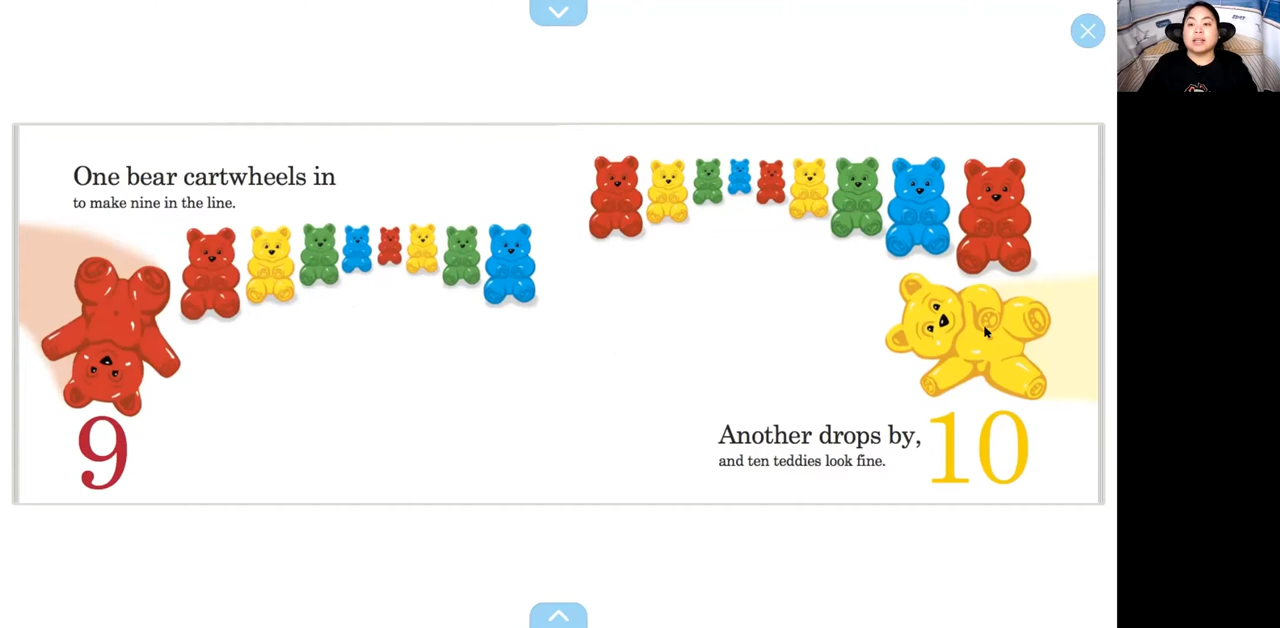 One bear cartwheels in
to make nine in the line.
9
Another drops by,
and ten teddies look fine.
10